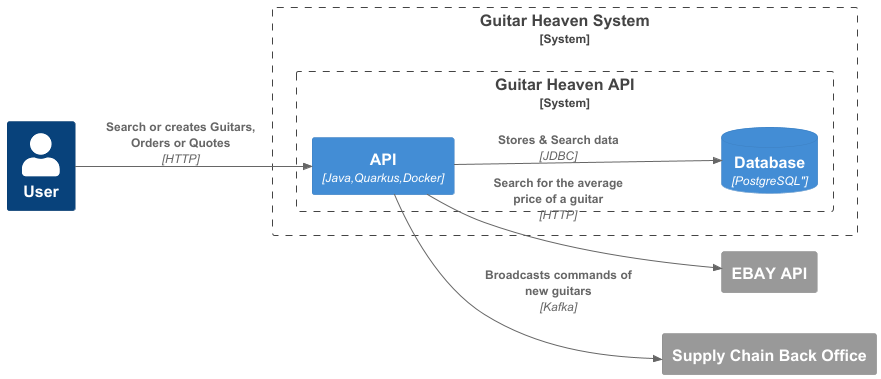 Guitar Heaven System
[System]
Guitar Heaven API
[System]
Search or creates Guitars,
Orders or Quotes
[HTTP]
User
API
[Java,Quarkus,Docker]
Stores & Search data
[JDBC]
Database
[PostgreSQL"]
Search for the average
price of a guitar
[HTTP]
EBAY API
Broadcasts commands of
new guitars
[Kafka]
Supply Chain Back Office